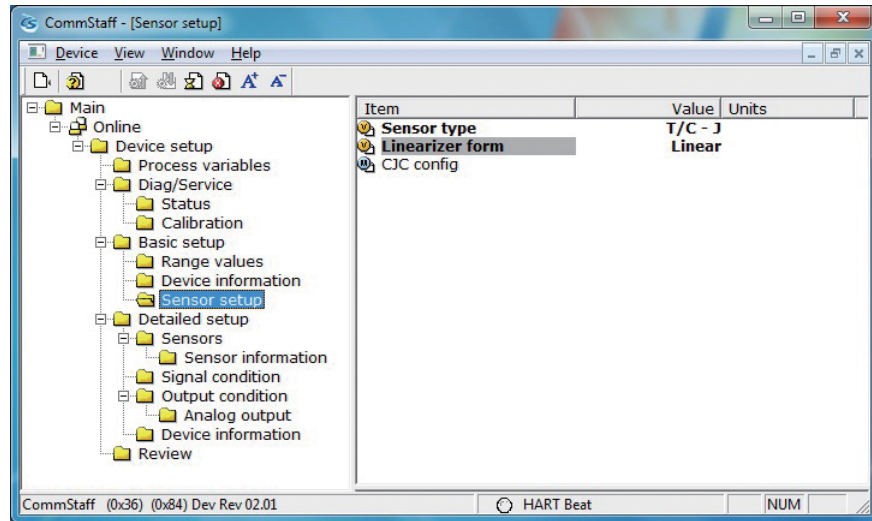 CommStaff - [Sensor setup]
Device View Window Help
Main
Online
Device setup
Process variables
Diag/Service
Status
Calibration
Basic setup
Range values
Device information
Sensor setup
Detailed setup
Sensors
Sensor information
Signal condition
Output condition
Analog output
Device information
Review
Item Value Units
Sensor type T/C - J
Linearizer form Linear
CJC config
CommStaff (0x36) (0x84) Dev Rev 02.01 HART Beat NUM